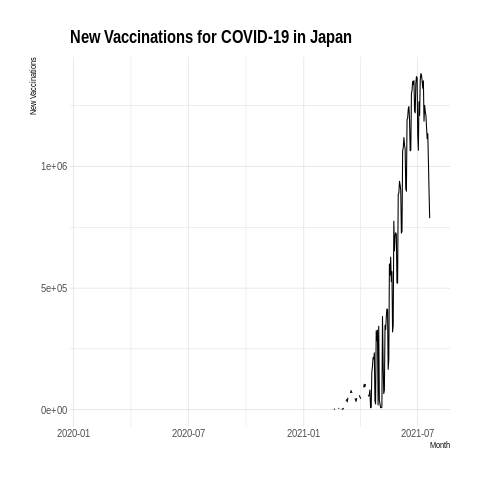 New Vaccinations for COVID-19 in Japan
New Vaccinations
1e+06
5e+05
0e+00
2020-01 2020-07 2021-01 2021-07
Month